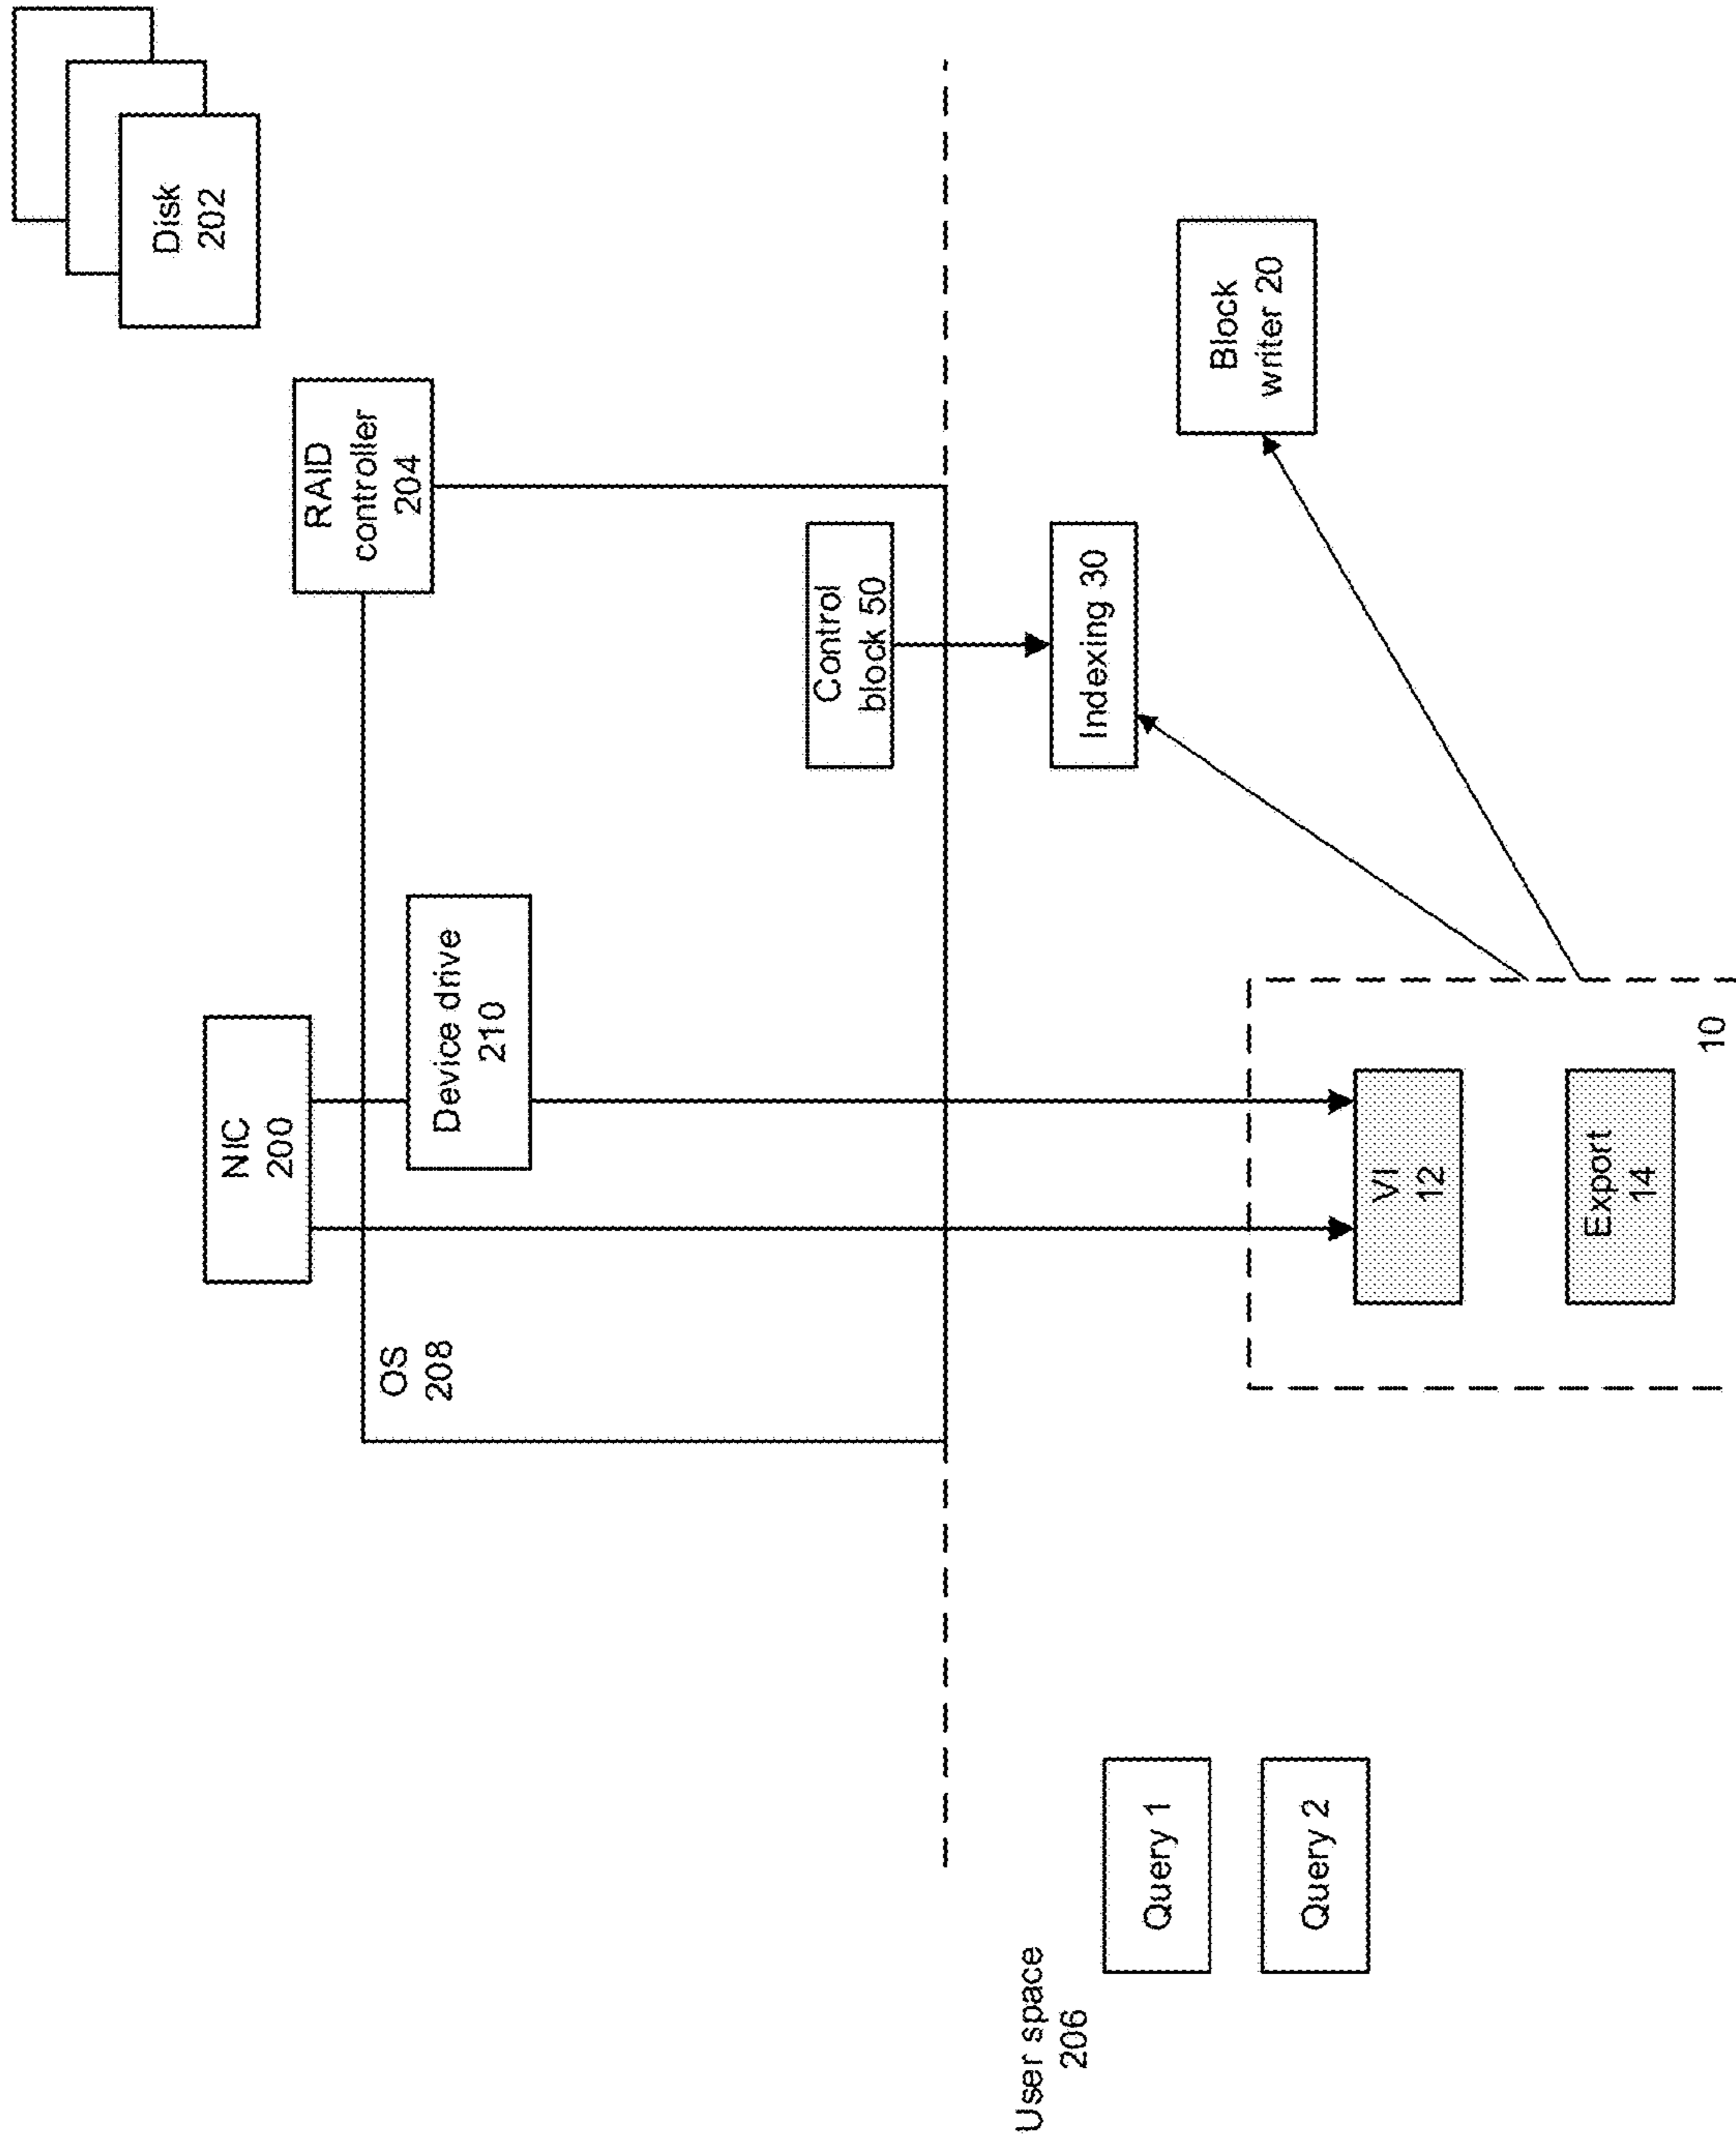 Disk
202
NIC
200
RAID
controller
204
OS
208
Device drive
210
Control
block 50
User space
206
Indexing 30
Query 1
Block
writer 20
Query 2
VI
12
Export
14
10